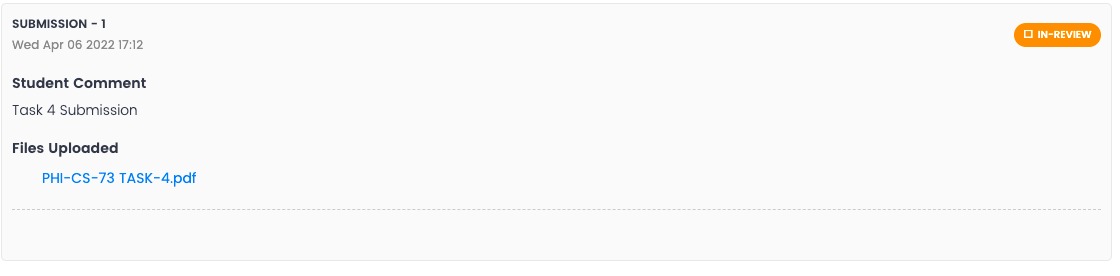 SUBMISSION - 1
Wed Apr 06 2022 17:12
IN-REVIEW
Student Comment
Task 4 Submission
Files Uploaded
PHI-CS-73 TASK-4.pdf